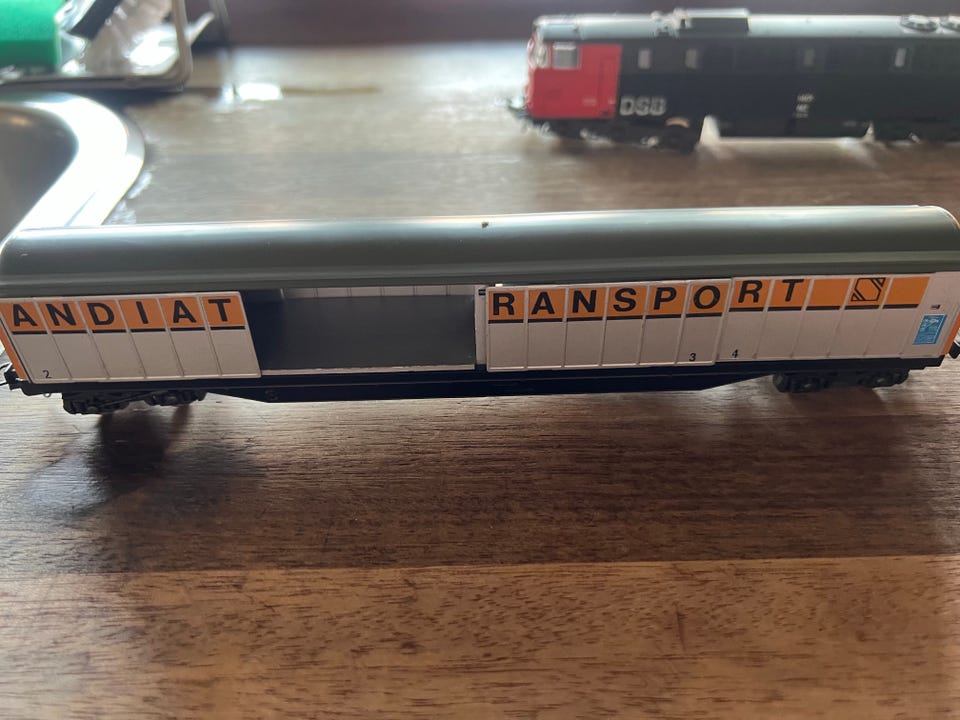 DSB
ANDIAT RANSPORT
2 3 4